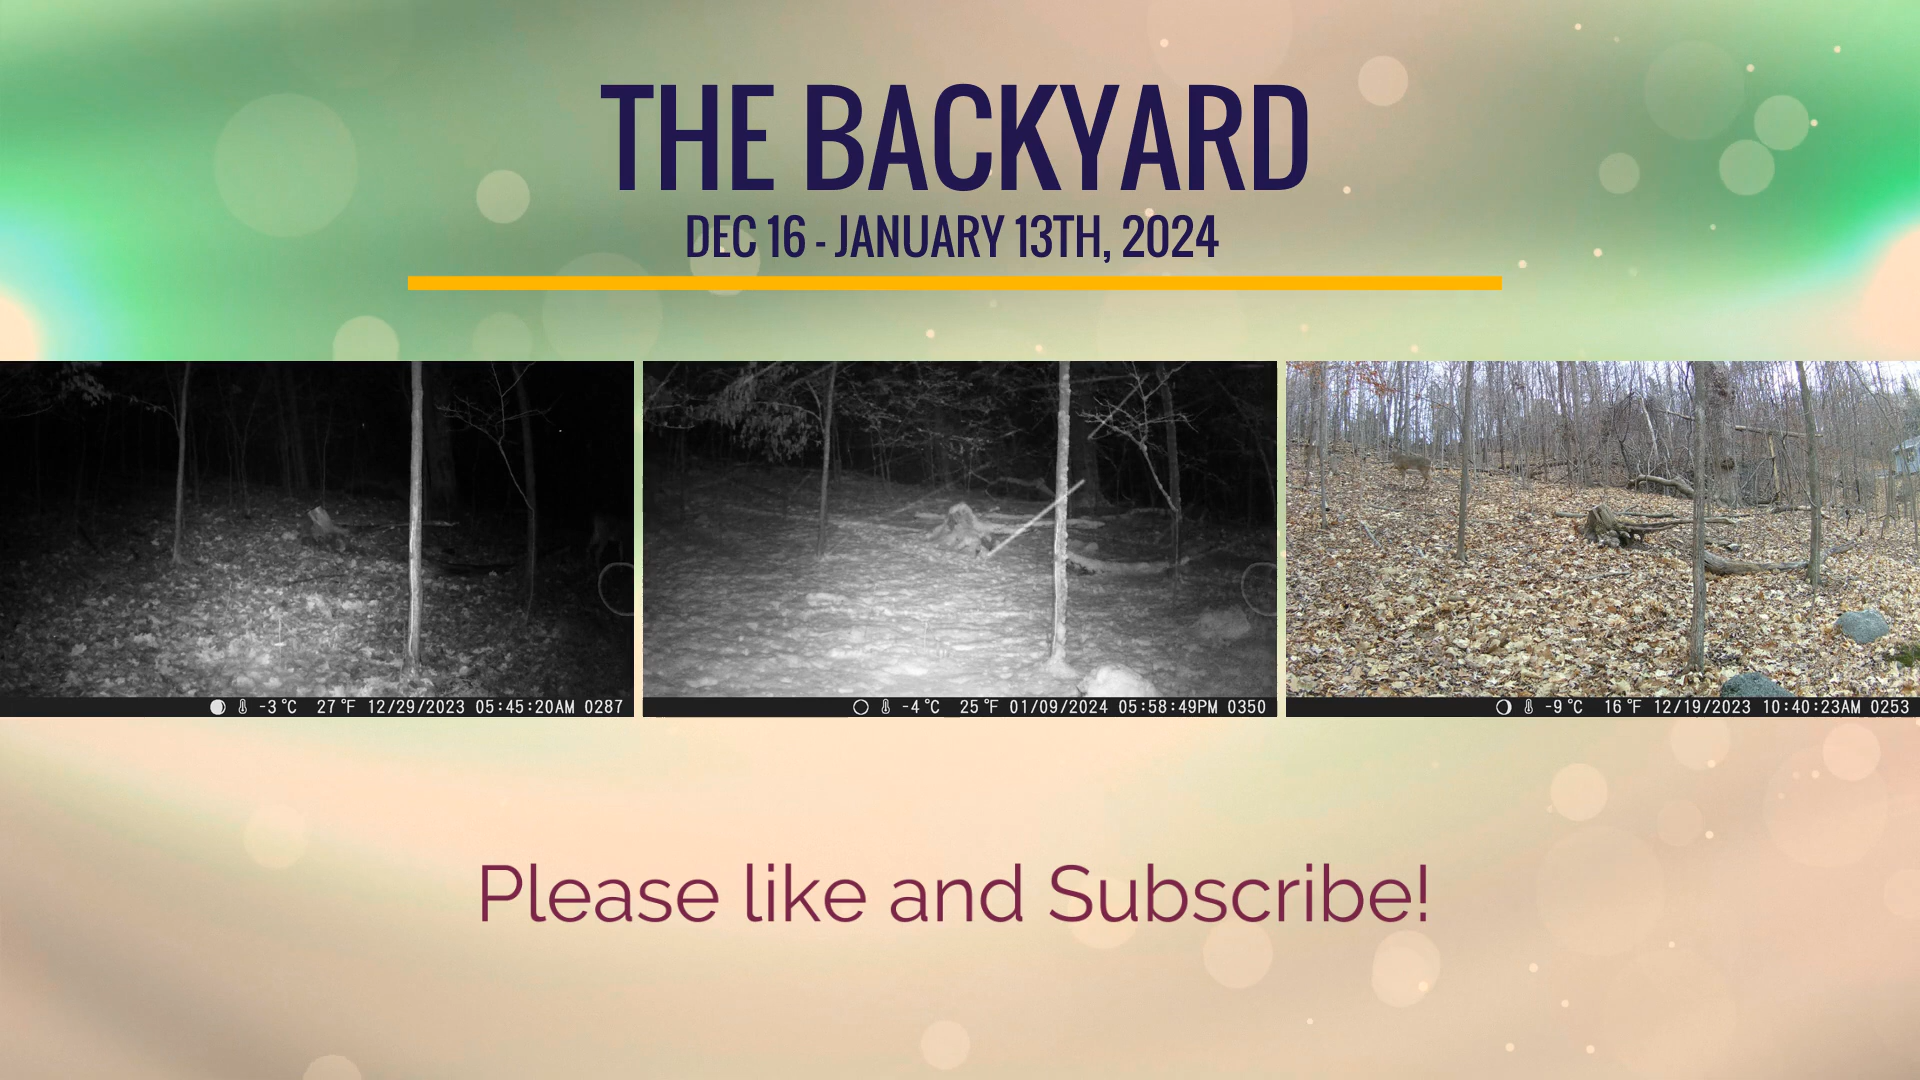 THE BACKYARD
DEC 16 - JANUARY 13TH, 2024
-3°C 27°F 12/29/2023 05:45:20AM 0287
-4°C 25°F 01/09/2024 05:58:49PM 0350
-9°C 16°F 12/19/2023 10:40:23AM 0253
Please like and Subscribe!